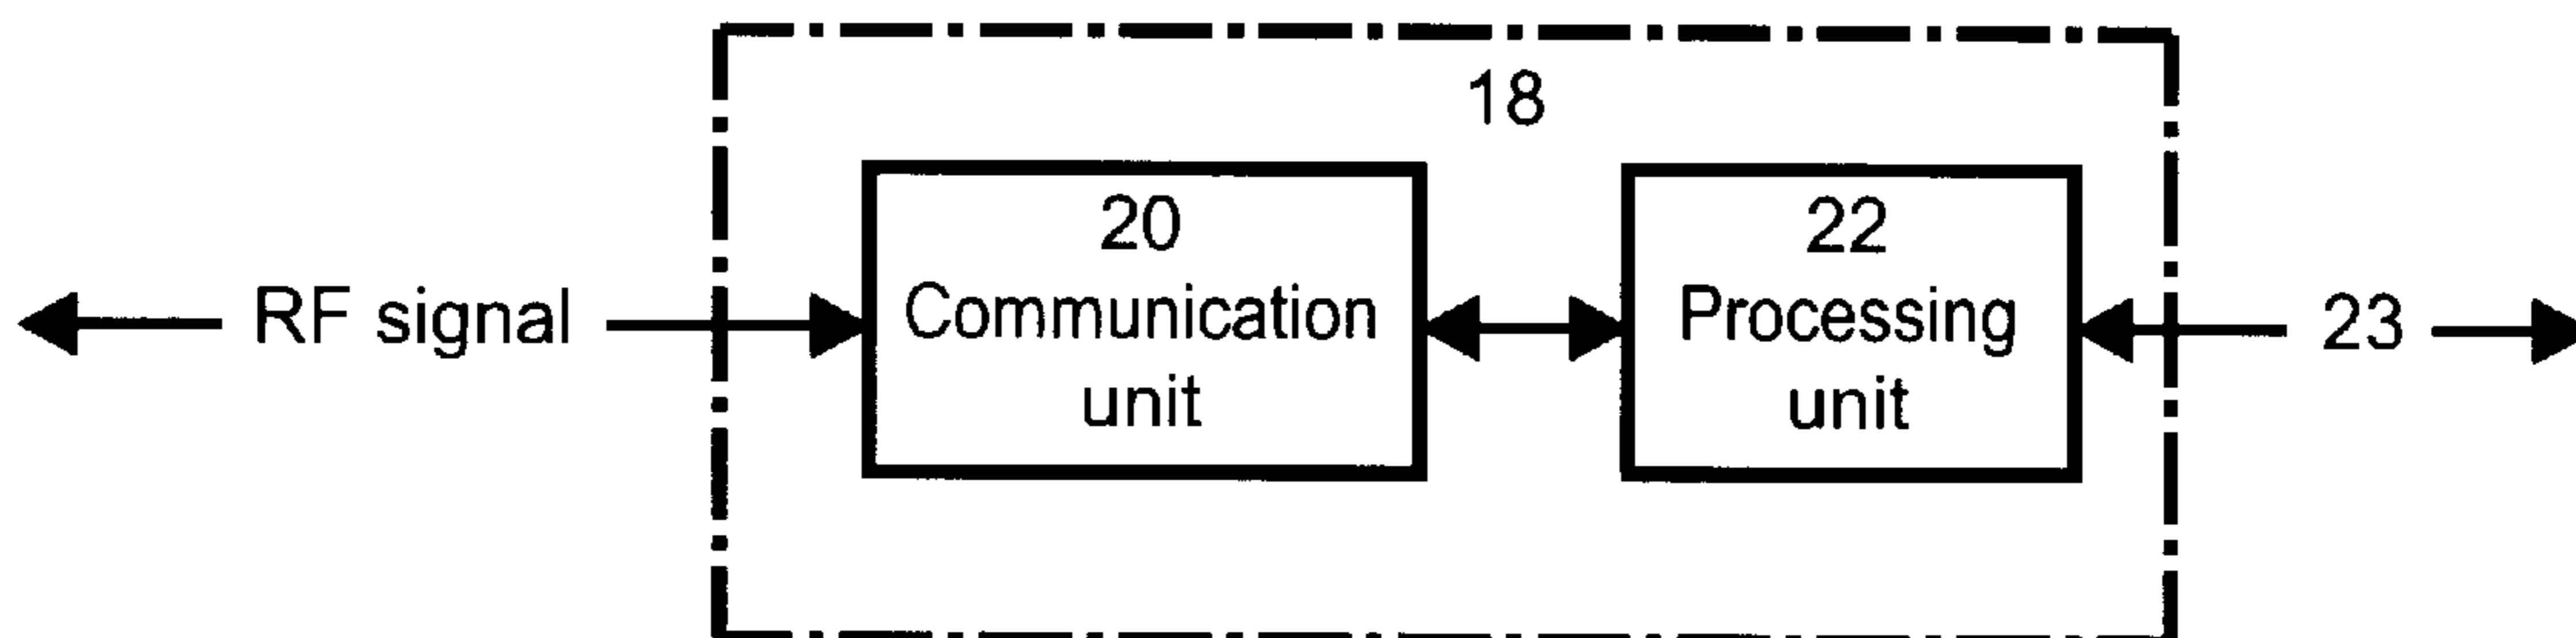 18
20
Communication
unit
22
Processing
unit
RF signal
23